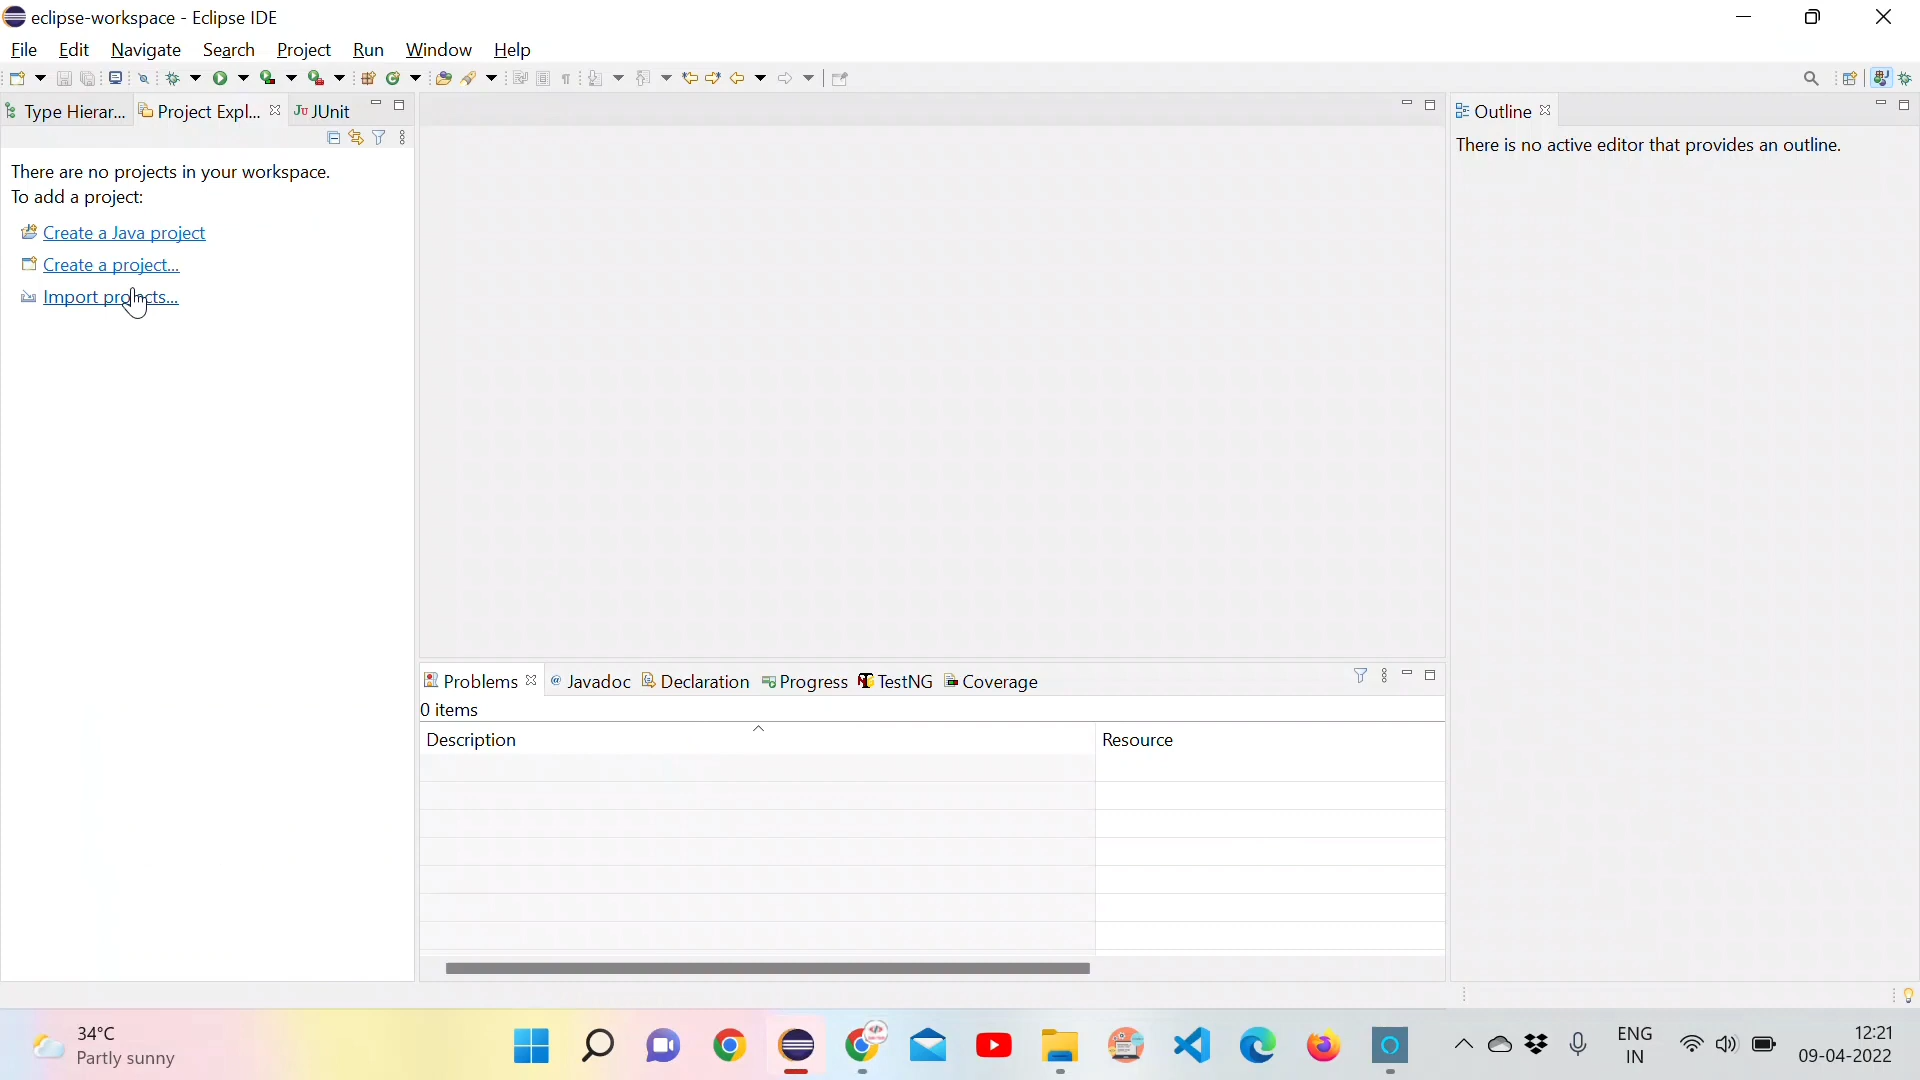 eclipse-workspace - Eclipse IDE
File Edit Navigate Search Project Run Window Help
Type Hierar... Project Expl... Ju JUnit
Outline
There is no active editor that provides an outline.
There are no projects in your workspace.
To add a project:
Create a Java project
Create a project...
Import projects...
Problems @ Javadoc Declaration Progress TestNG Coverage
0 items
Description Resource
34°C
Partly sunny
ENG
IN
12:21
09-04-2022